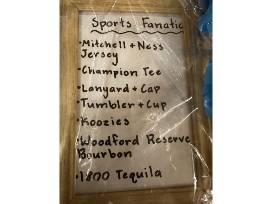 Sports Fanatic
• Mitchell + Ness
Jersey
• Champion Tee
• Lanyard + Cap
• Tumbler + Cup
• Koozies
• Woodford Reserve
Bourbon
• 1800 Tequila